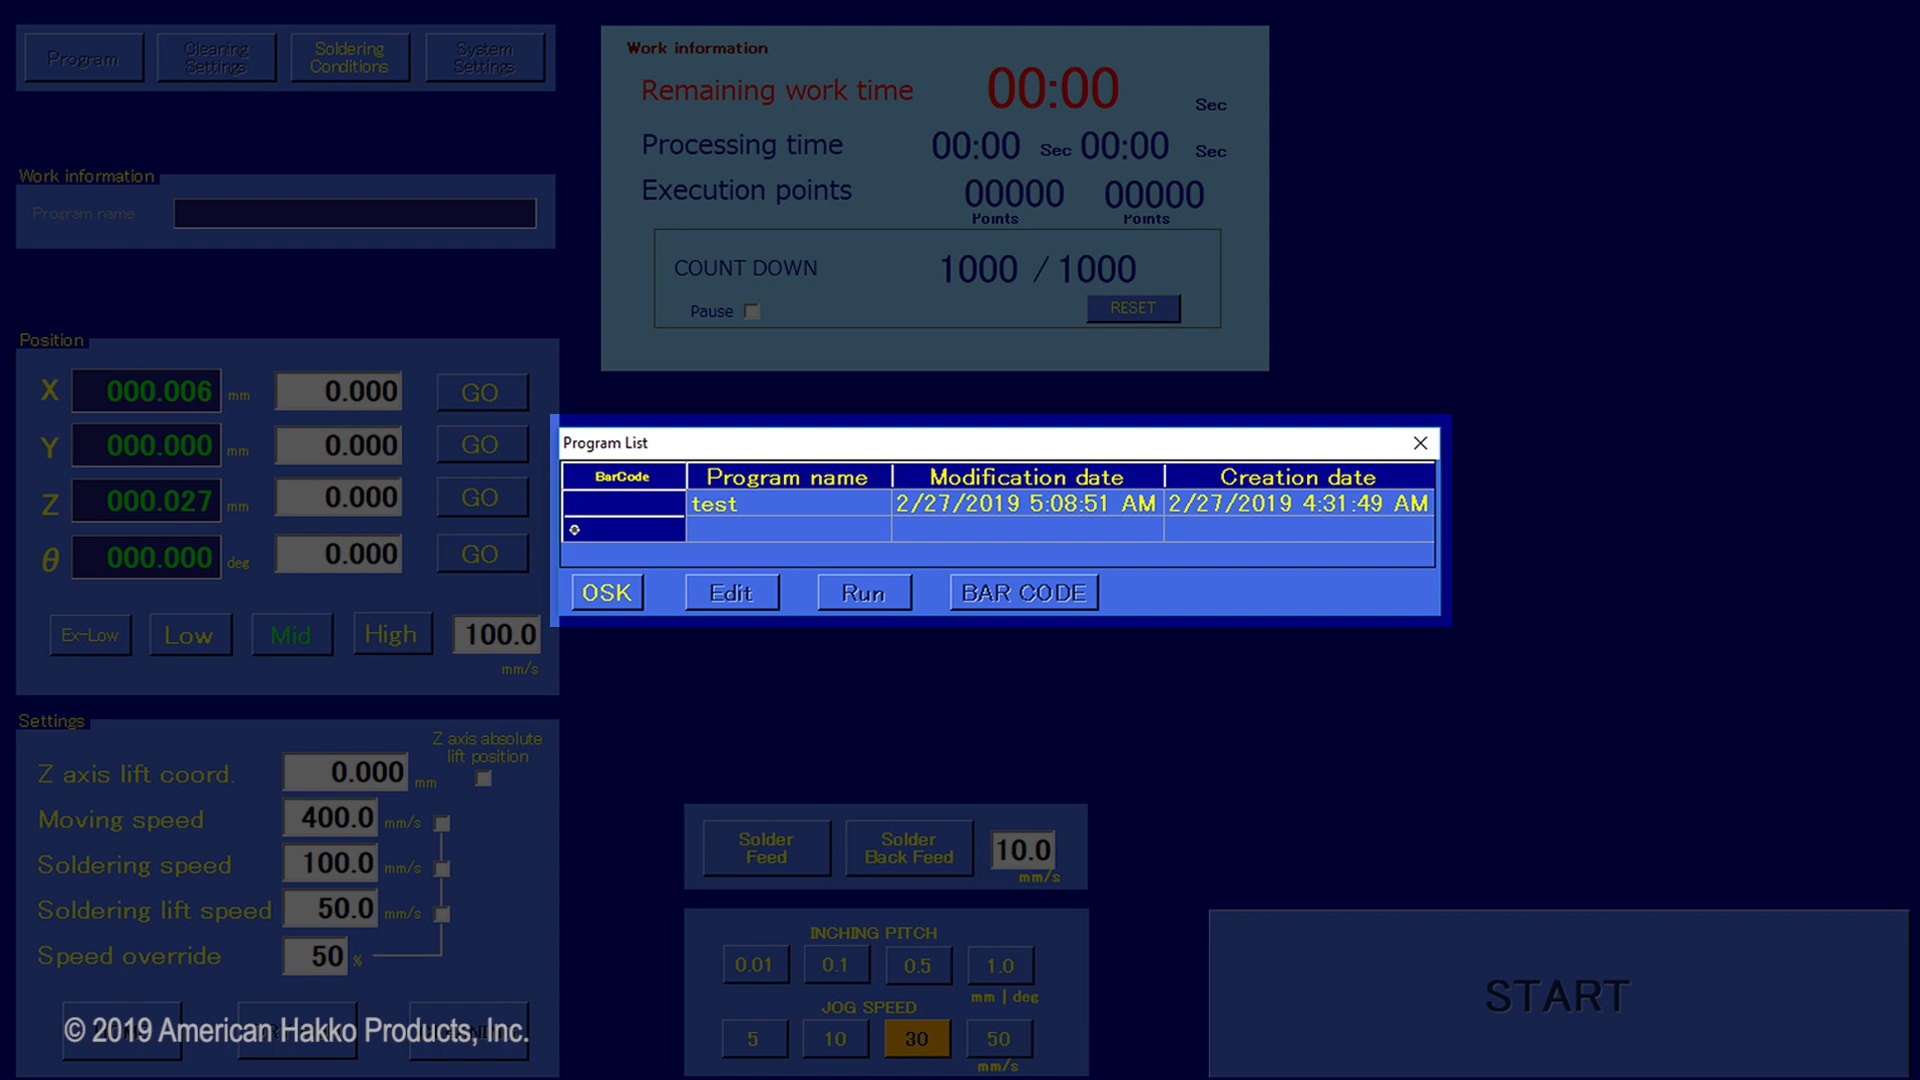 Program
Cleaning
Settings
Soldering
Conditions
System
Settings
Work information
Program name
Work information
Remaining work time 00:00 Sec
Processing time 00:00 Sec 00:00 Sec
Execution points 00000 00000
Points Points
COUNT DOWN 1000 / 1000
Pause RESET
Position
X 000.006 mm 0.000 GO
Y 000.000 mm 0.000 GO
Z 000.027 mm 0.000 GO
θ 000.000 deg 0.000 GO
Ex-Low Low Mid High 100.0
mm/s
Program List
BarCode Program name Modification date Creation date
test 2/27/2019 5:08:51 AM 2/27/2019 4:31:49 AM
OSK Edit Run BAR CODE
Settings
Z axis absolute
lift position
Z axis lift coord. 0.000 mm
Moving speed 400.0 mm/s
Soldering speed 100.0 mm/s
Soldering lift speed 50.0 mm/s
Speed override 50 %
Solder
Feed
Solder
Back Feed
10.0
mm/s
INCHING PITCH
0.01 0.1 0.5 1.0
mm | deg
JOG SPEED
5 10 30 50
mm/s
START
© 2019 American Hakko Products, Inc.